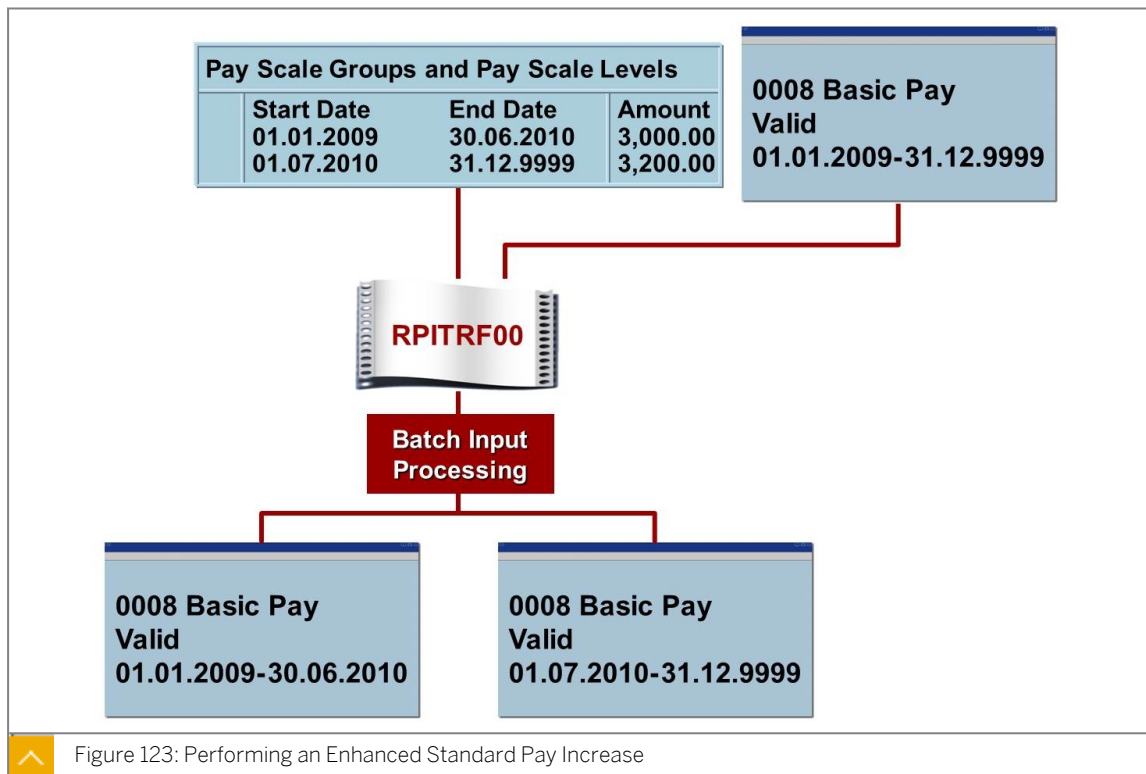 Pay Scale Groups and Pay Scale Levels
Start Date End Date Amount
01.01.2009 30.06.2010 3,000.00
01.07.2010 31.12.9999 3,200.00
0008 Basic Pay
Valid
01.01.2009-31.12.9999
RPITRF00
Batch Input
Processing
0008 Basic Pay
Valid
01.01.2009-30.06.2010
0008 Basic Pay
Valid
01.07.2010-31.12.9999
Figure 123: Performing an Enhanced Standard Pay Increase